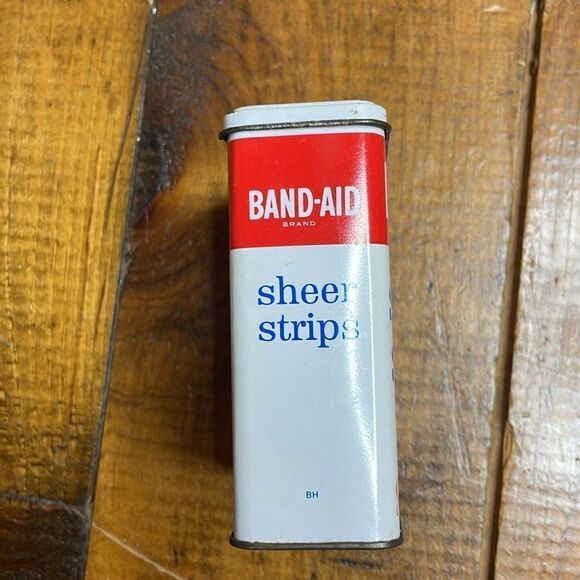 BAND-AID
BRAND
sheer
strips
BH